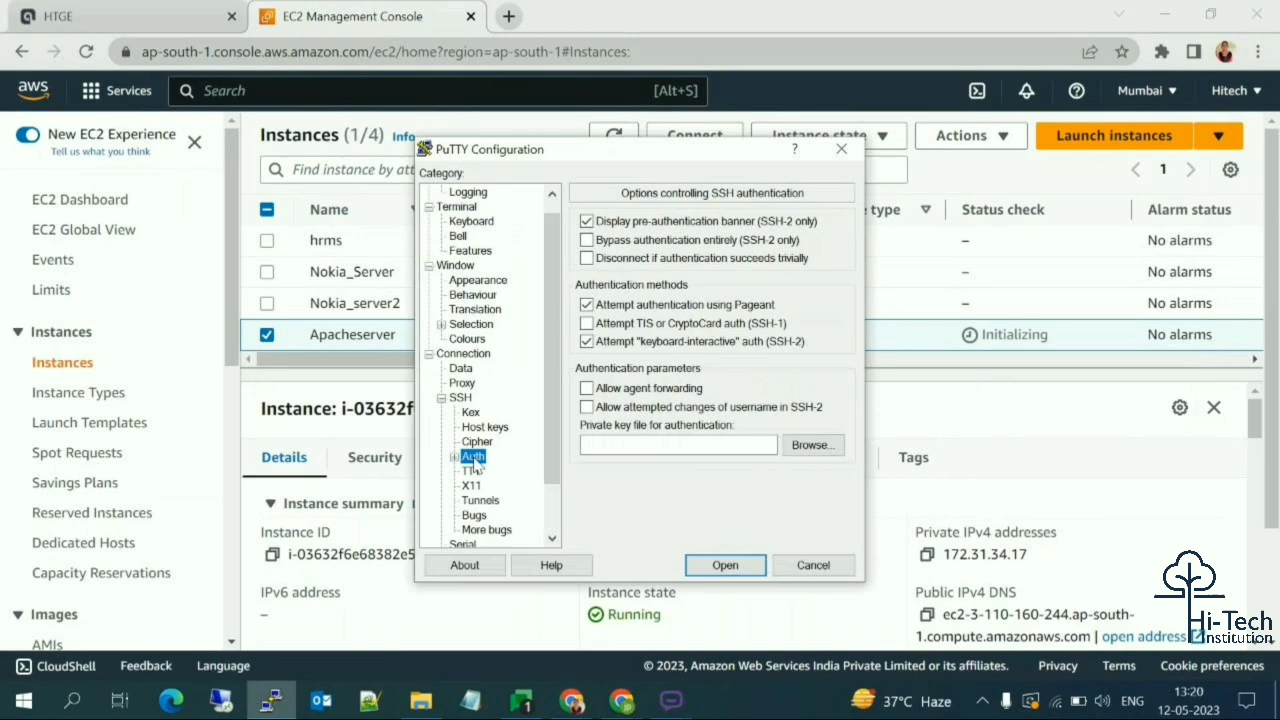 HTGE
EC2 Management Console
ap-south-1.console.aws.amazon.com/ec2/home?region=ap-south-1#Instances:
aws
Services
Search
[Alt+S]
Mumbai
Hitech
New EC2 Experience
Tell us what you think
EC2 Dashboard
EC2 Global View
Events
Limits
Instances
Instances
Instance Types
Launch Templates
Spot Requests
Savings Plans
Reserved Instances
Dedicated Hosts
Capacity Reservations
Images
AMIs
Instances (1/4) Info
Connect
Instance state
Actions
Launch instances
Find instance by att
1
Name
type
Status check
Alarm status
hrms
–
No alarms
Nokia_Server
–
No alarms
Nokia_server2
–
No alarms
Apacheserver
Initializing
No alarms
Instance: i-03632f
Details
Security
Tags
Instance summary
Instance ID
i-03632f6e68382e5
IPv6 address
–
Instance state
Running
Private IPv4 addresses
172.31.34.17
Public IPv4 DNS
ec2-3-110-160-244.ap-south-
1.compute.amazonaws.com | open address
PuTTY Configuration
?
Category:
Logging
Terminal
Keyboard
Bell
Features
Window
Appearance
Behaviour
Translation
Selection
Colours
Connection
Data
Proxy
SSH
Kex
Host keys
Cipher
Auth
X11
Tunnels
Bugs
More bugs
Serial
Options controlling SSH authentication
Display pre-authentication banner (SSH-2 only)
Bypass authentication entirely (SSH-2 only)
Disconnect if authentication succeeds trivially
Authentication methods
Attempt authentication using Pageant
Attempt TIS or CryptoCard auth (SSH-1)
Attempt "keyboard-interactive" auth (SSH-2)
Authentication parameters
Allow agent forwarding
Allow attempted changes of username in SSH-2
Private key file for authentication:
Browse...
About
Help
Open
Cancel
Hi-Tech
Institution
CloudShell
Feedback
Language
© 2023, Amazon Web Services India Private Limited or its affiliates.
Privacy
Terms
Cookie preferences
1
37°C Haze
ENG
13:20
12-05-2023